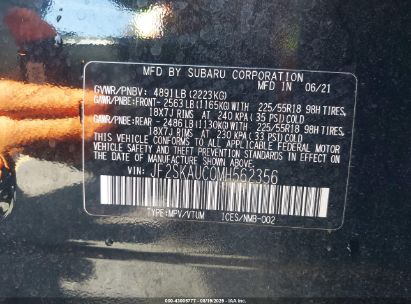 MFD BY SUBARU CORPORATION
GVWR/PNBV: 4891LB (2223KG) MFD IN 06/21
GVWR/PNBE:FRONT- 2563LB (1165KG)WITH 225/55R18 98H TIRES,
18X7J RIMS AT 240 KPA (35 PSI) COLD
GAWR/PNBE:REAR - 2486LB(1130KG)WITH 225/55R18 98H TIRES,
18X7J RIMS AT 230 KPA (33 PSI) COLD
THIS VEHICLE CONFORMS TO ALL APPLICABLE FEDERAL MOTOR
VEHICLE SAFETY AND THEFT PREVENTION STANDARDS IN EFFECT
ON THE DATE OF MANUFACTURE SHOWN ABOVE.
VIN: JF2SKAUC0MH562356
TYPE:MPV/VTUM ICES/NMB-002